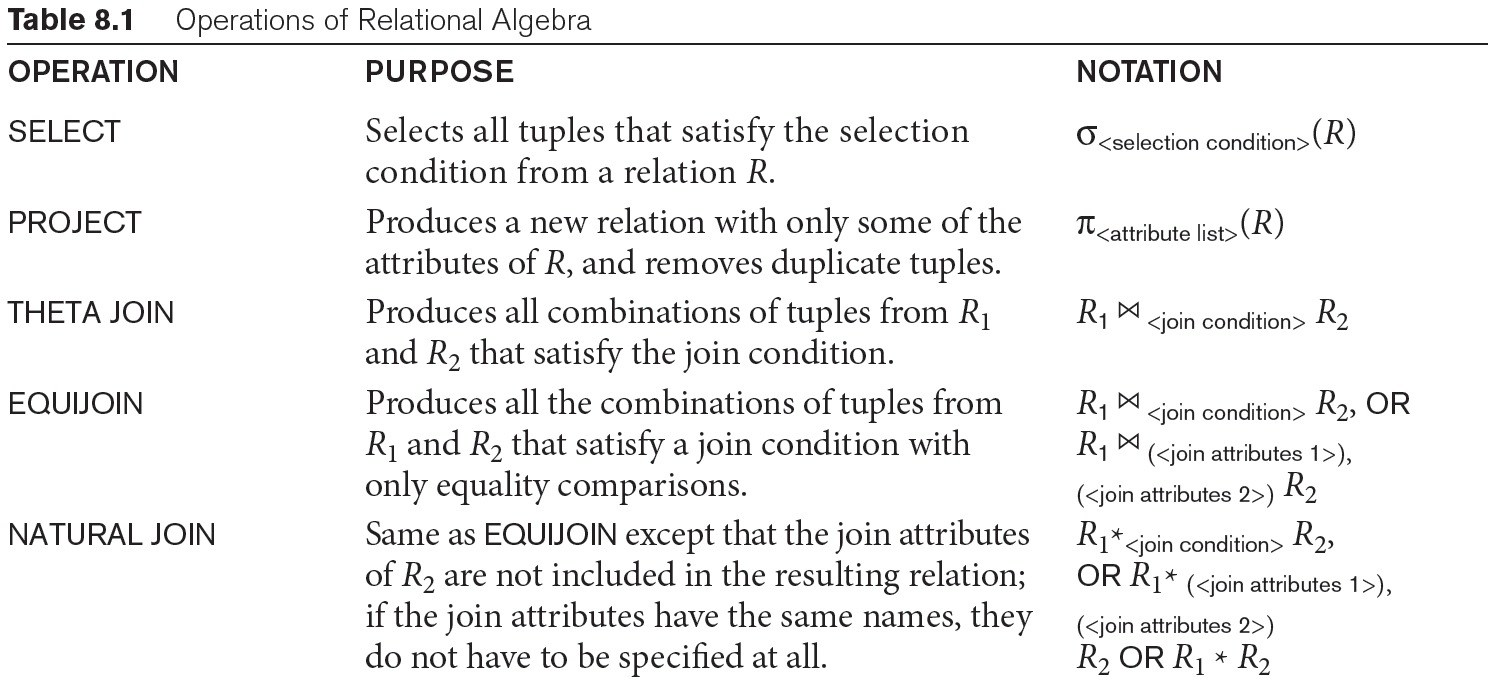 Table 8.1 Operations of Relational Algebra
OPERATION PURPOSE NOTATION
SELECT Selects all tuples that satisfy the selection σ<selection condition>(R)
condition from a relation R.
PROJECT Produces a new relation with only some of the π<attribute list>(R)
attributes of R, and removes duplicate tuples.
THETA JOIN Produces all combinations of tuples from R1 R1 ⋈ <join condition> R2
and R2 that satisfy the join condition.
EQUIJOIN Produces all the combinations of tuples from R1 ⋈ <join condition> R2, OR
R1 and R2 that satisfy a join condition with R1 ⋈ (<join attributes 1>),
only equality comparisons. (<join attributes 2>) R2
NATURAL JOIN Same as EQUIJOIN except that the join attributes R1*<join condition> R2,
of R2 are not included in the resulting relation; OR R1* (<join attributes 1>),
if the join attributes have the same names, they (<join attributes 2>)
do not have to be specified at all. R2 OR R1 * R2